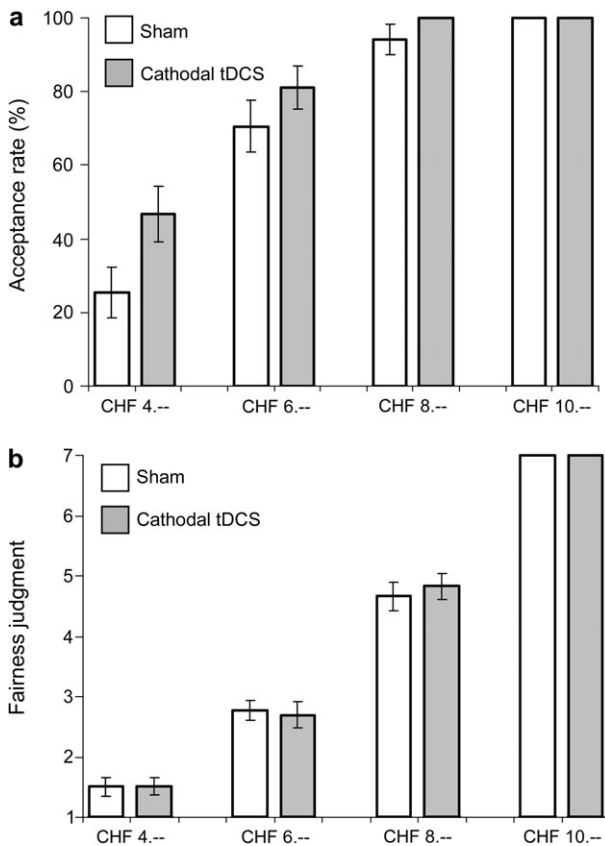 a
Sham
Cathodal tDCS
Acceptance rate (%)
100
80
60
40
20
0
CHF 4.-- CHF 6.-- CHF 8.-- CHF 10.--
b
Sham
Cathodal tDCS
Fairness judgment
7
6
5
4
3
2
1
CHF 4.-- CHF 6.-- CHF 8.-- CHF 10.--